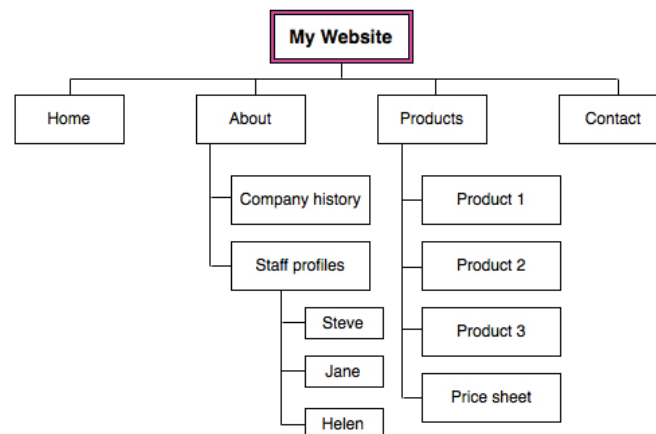 My Website
Home
About
Products
Contact
Company history
Staff profiles
Steve
Jane
Helen
Product 1
Product 2
Product 3
Price sheet